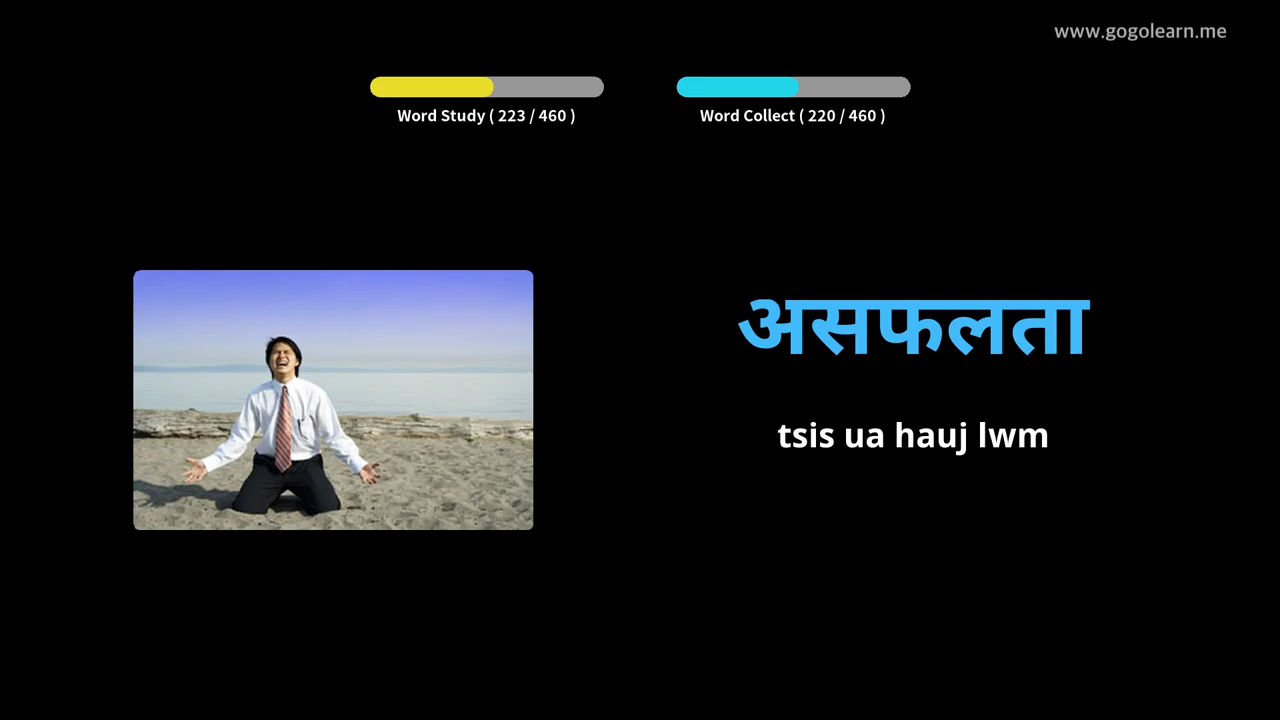 www.gogolearn.me
Word Study ( 223 / 460 )
Word Collect ( 220 / 460 )
असफलता
tsis ua hauj lwm